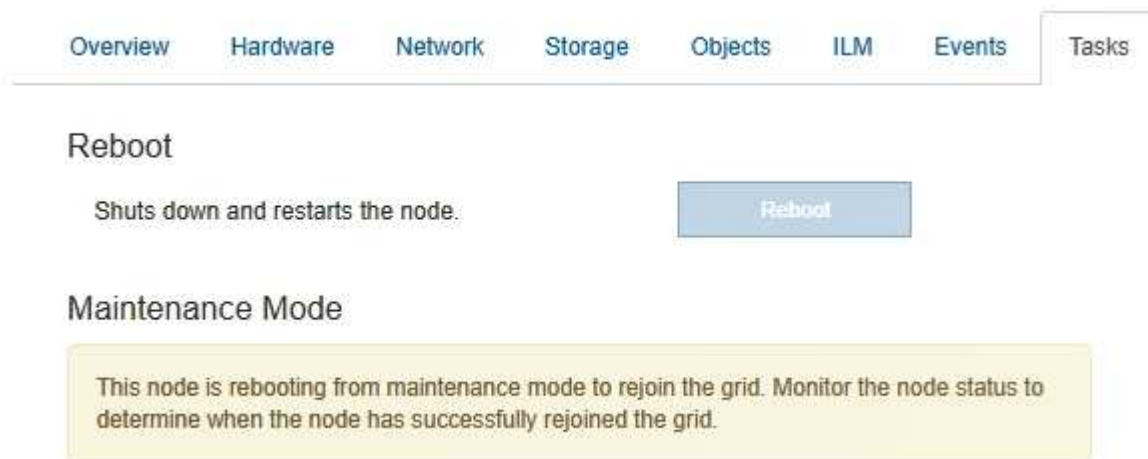 Overview Hardware Network Storage Objects ILM Events Tasks
Reboot
Shuts down and restarts the node. Reboot
Maintenance Mode
This node is rebooting from maintenance mode to rejoin the grid. Monitor the node status to
determine when the node has successfully rejoined the grid.